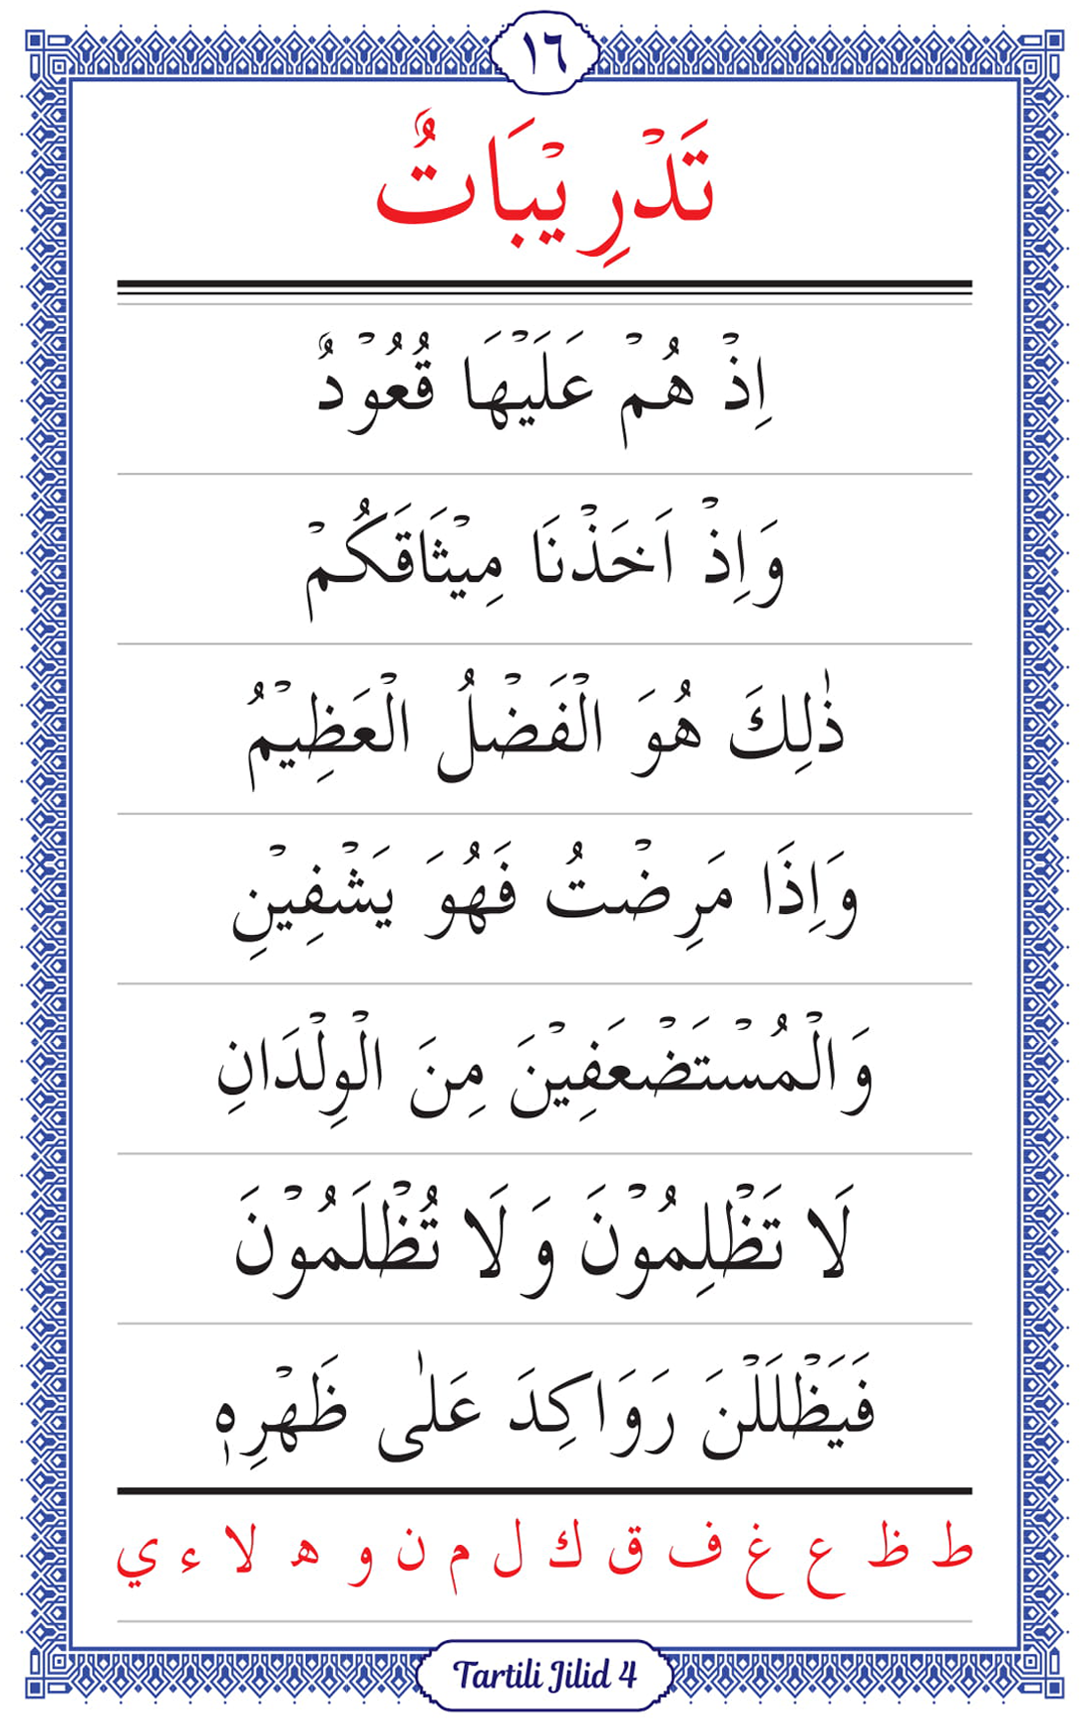 ١٦
تَدْرِيْبَاتٌ
اِذْ هُمْ عَلَيْهَا قُعُوْدٌ
وَاِذْ اَخَذْنَا مِيْثَاقَكُمْ
ذٰلِكَ هُوَ الْفَضْلُ الْعَظِيْمُ
وَاِذَا مَرِضْتُ فَهُوَ يَشْفِيْنِ
وَالْمُسْتَضْعَفِيْنَ مِنَ الْوِلْدَانِ
لَا تَظْلِمُوْنَ وَلَا تُظْلَمُوْنَ
فَيَظْلَلْنَ رَوَاكِدَ عَلٰى ظَهْرِهٖ
ط ظ ع غ ف ق ك ل م ن و ه لا ء ي
Tartili Jilid 4